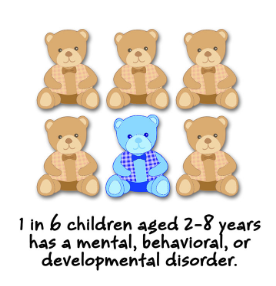 1 in 6 children aged 2-8 years
has a mental, behavioral, or
developmental disorder.